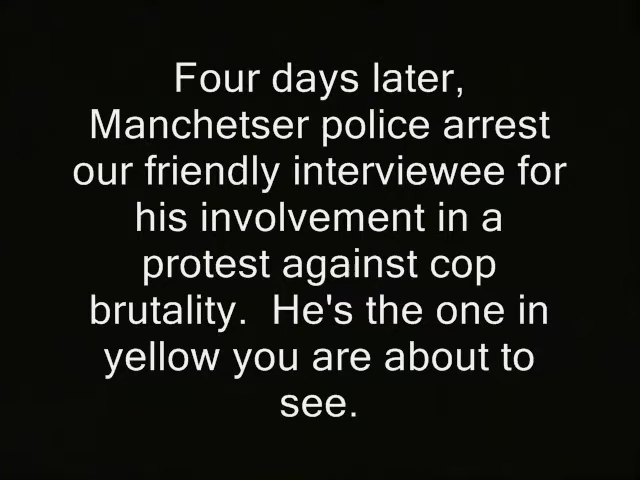 Four days later,
Manchetser police arrest
our friendly interviewee for
his involvement in a
protest against cop
brutality.  He's the one in
yellow you are about to
see.